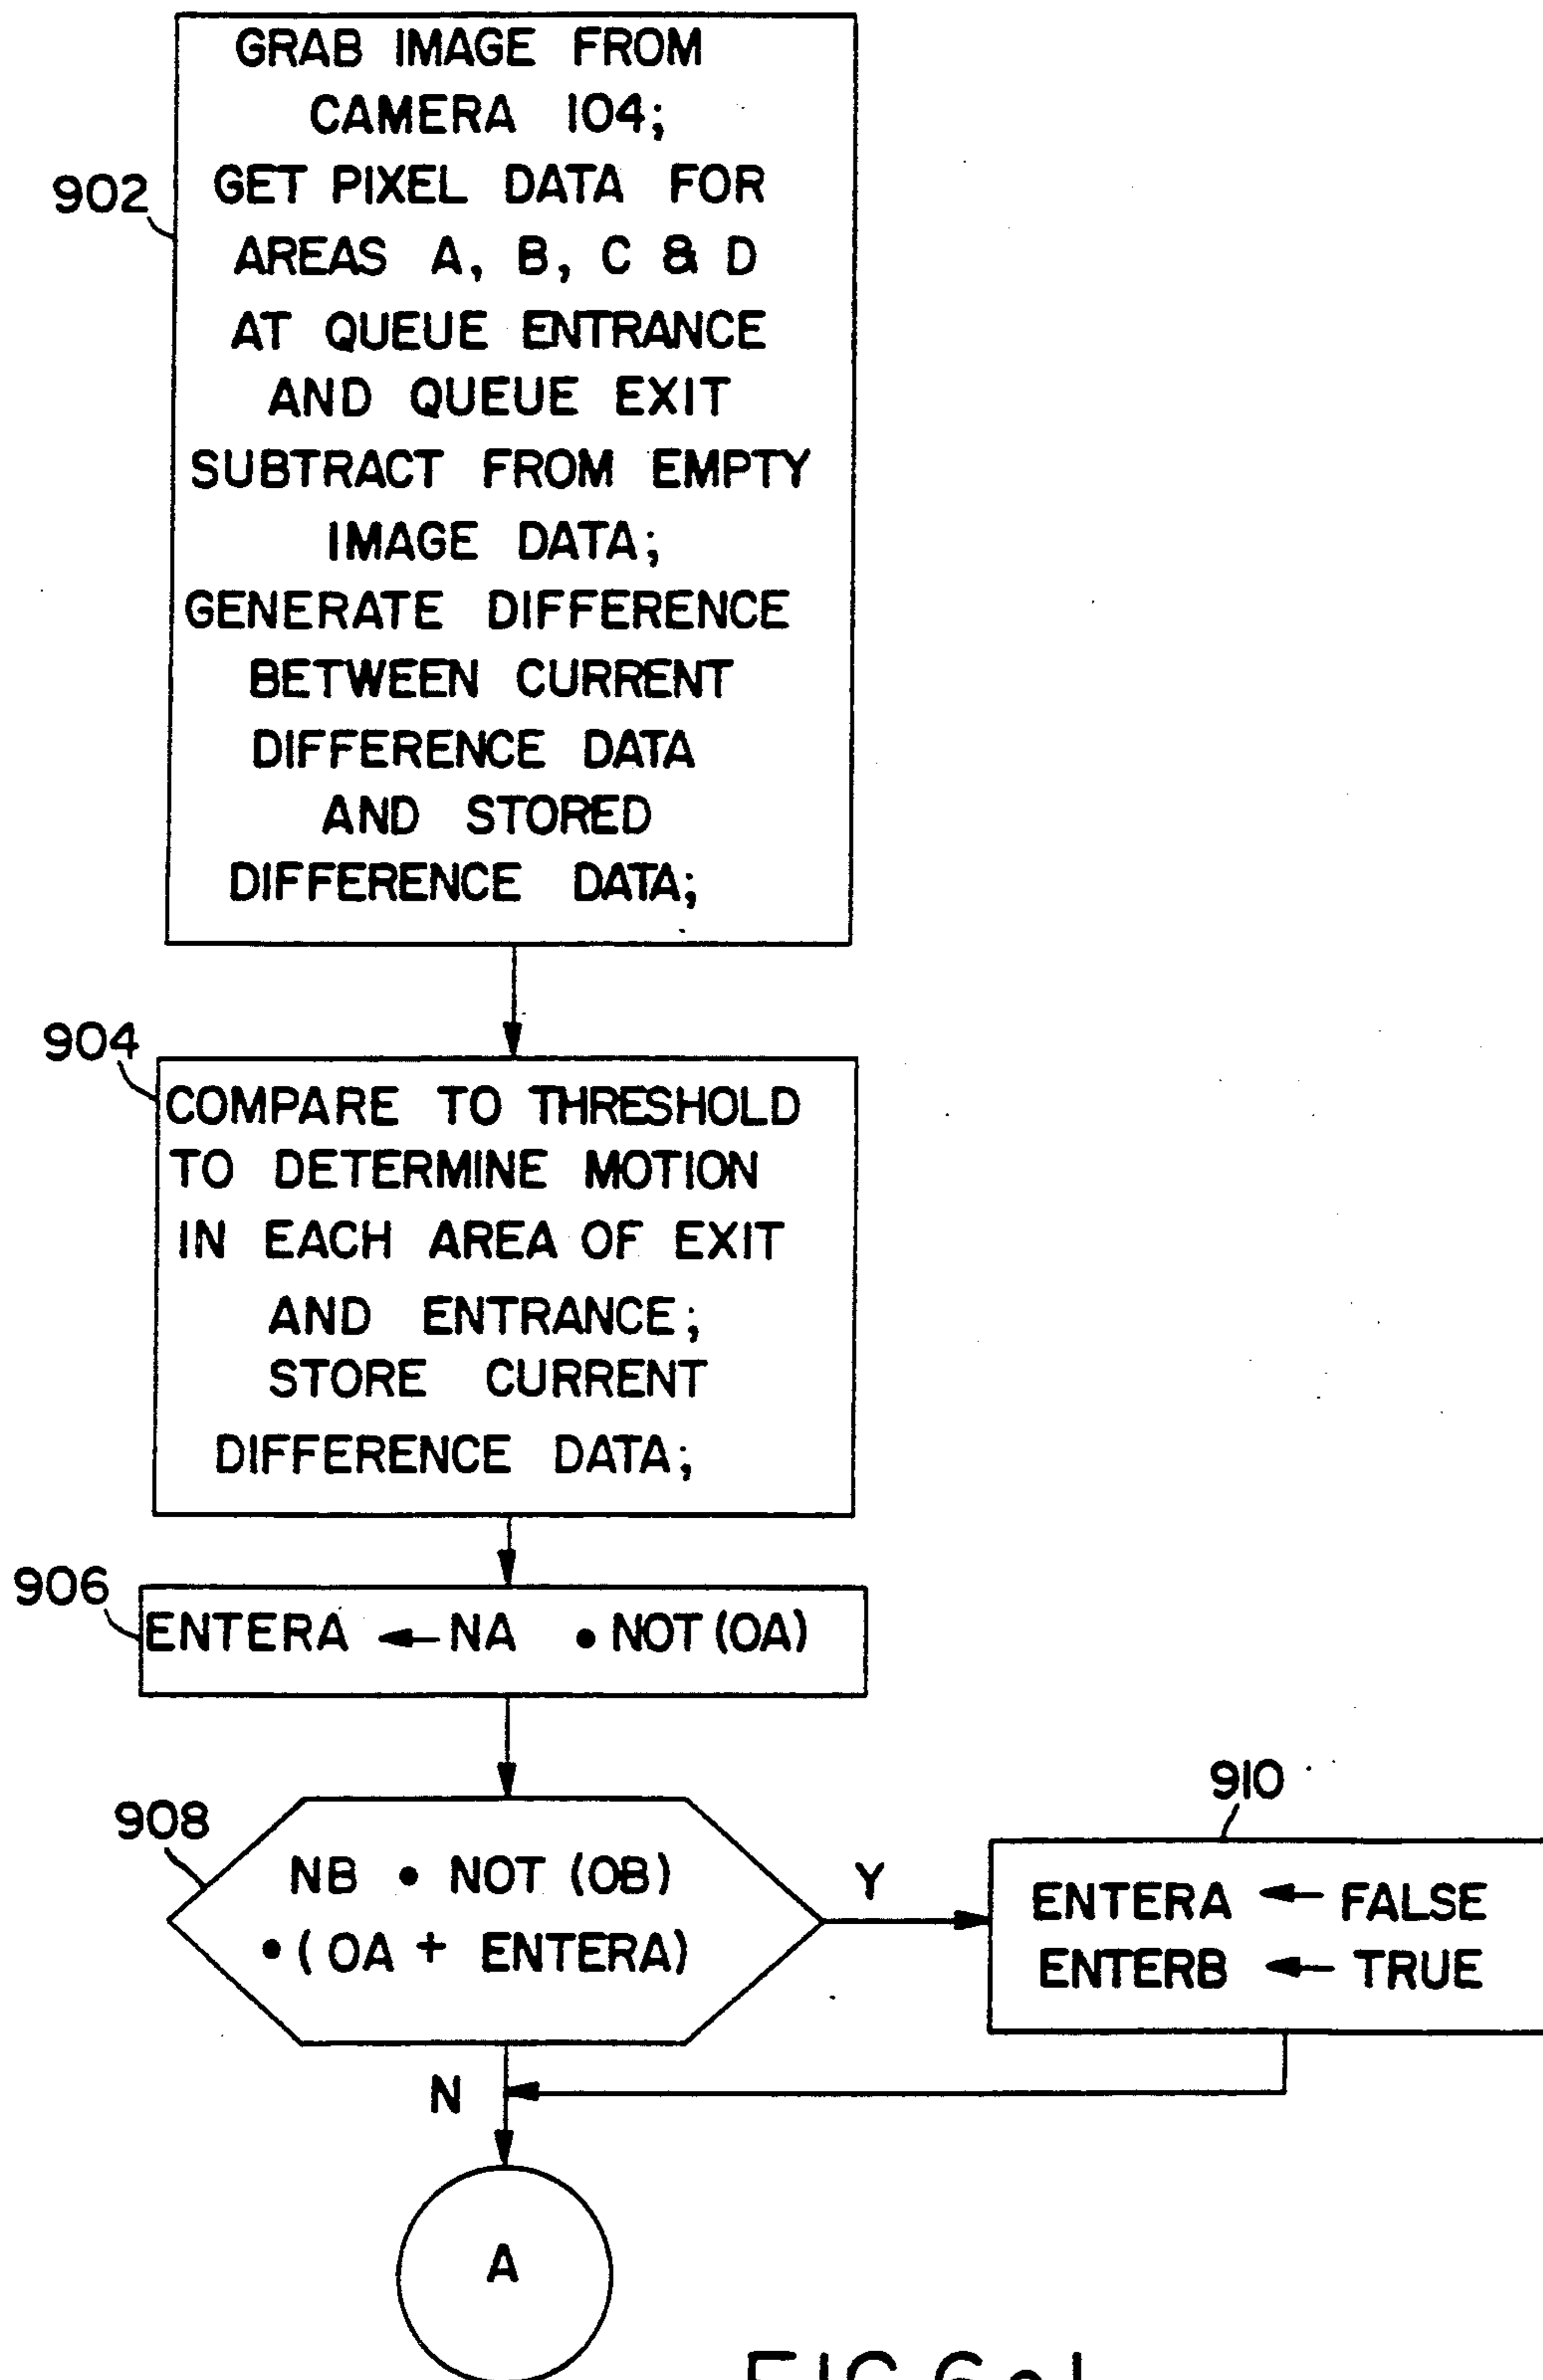 GRAB IMAGE FROM
CAMERA 104;
GET PIXEL DATA FOR
AREAS A, B, C & D
AT QUEUE ENTRANCE
AND QUEUE EXIT
SUBTRACT FROM EMPTY
IMAGE DATA;
GENERATE DIFFERENCE
BETWEEN CURRENT
DIFFERENCE DATA
AND STORED
DIFFERENCE DATA;
902
904
COMPARE TO THRESHOLD
TO DETERMINE MOTION
IN EACH AREA OF EXIT
AND ENTRANCE;
STORE CURRENT
DIFFERENCE DATA;
906
ENTERA ← NA • NOT (OA)
908
NB • NOT (OB)
• (OA + ENTERA)
Y
910
ENTERA ← FALSE
ENTERB ← TRUE
N
A